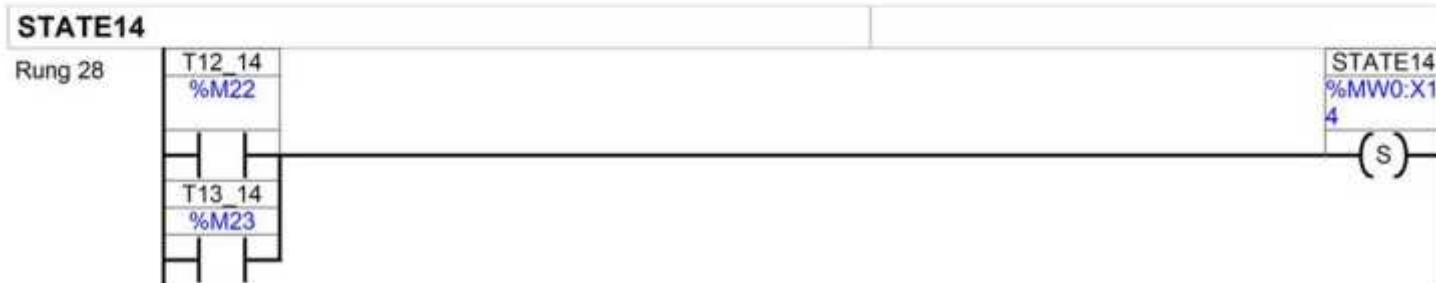 STATE14
Rung 28
T12_14
%M22
STATE14
%MW0:X1
4
S
T13_14
%M23